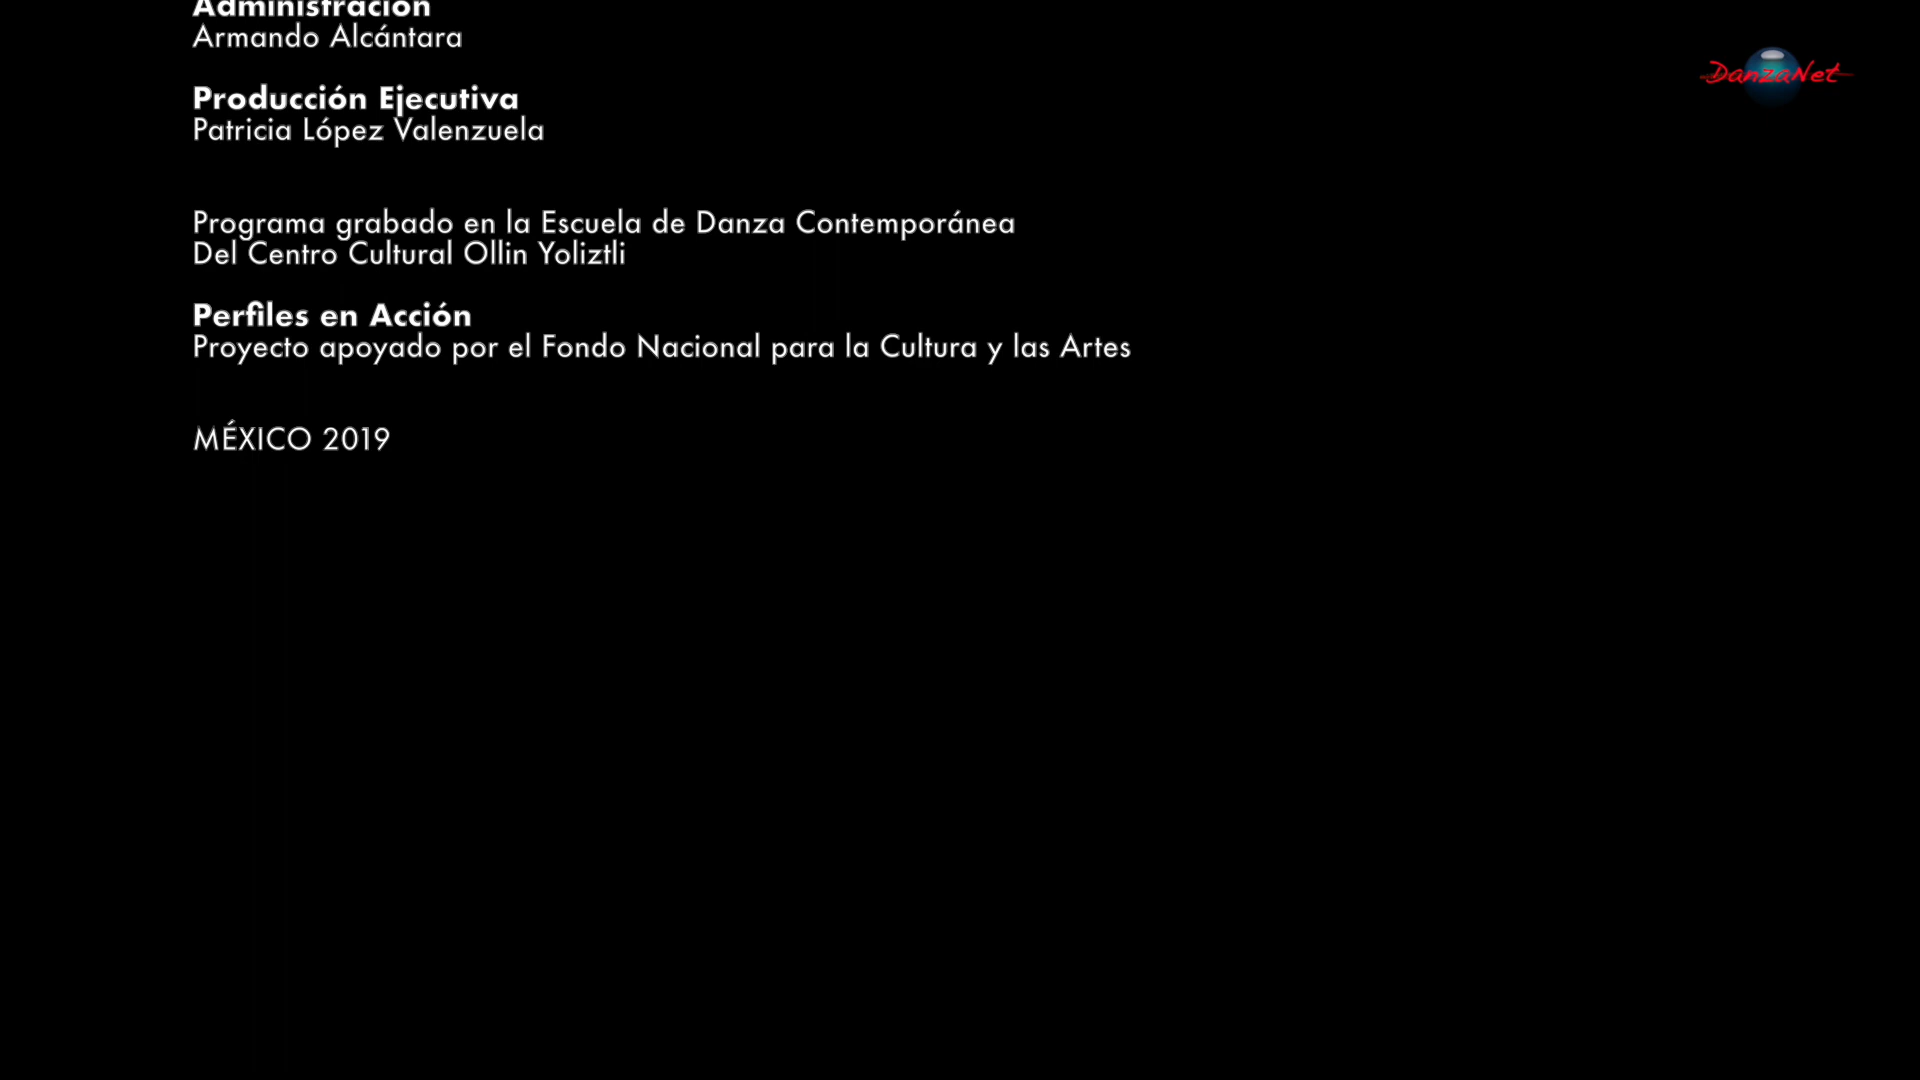 Administración
Armando Alcántara
Producción Ejecutiva
Patricia López Valenzuela
Programa grabado en la Escuela de Danza Contemporánea
Del Centro Cultural Ollin Yoliztli
Perfiles en Acción
Proyecto apoyado por el Fondo Nacional para la Cultura y las Artes
MÉXICO 2019
DanzaNet